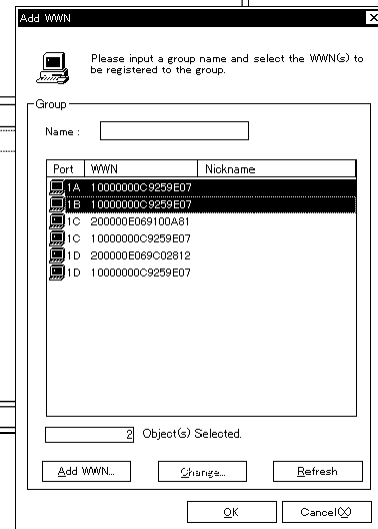 Add WWN
Please input a group name and select the WWN(s) to
be registered to the group.
Group
Name :
Port WWN Nickname
1A 10000000C9259E07
1B 10000000C9259E07
1C 200000E069100A81
1C 10000000C9259E07
1D 200000E069C02812
1D 10000000C9259E07
2 Object(s) Selected.
Add WWN... Change... Refresh
OK Cancel(X)